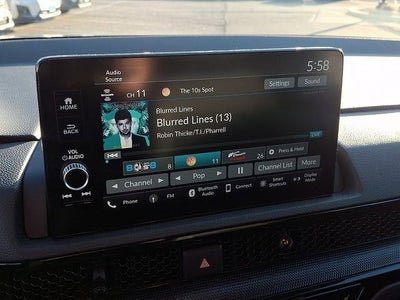 5:58
Audio
Source
CH 11
The 10s Spot
Settings
Sound
HOME
BACK
VOL
AUDIO
Blurred Lines
Blurred Lines (13)
Robin Thicke/T.I./Pharrell
8
11
26
Press & Hold
Channel
Pop
Channel List
More
Phone
FM
Bluetooth
Audio
Connect
Smart
Shortcuts
Display
Mode